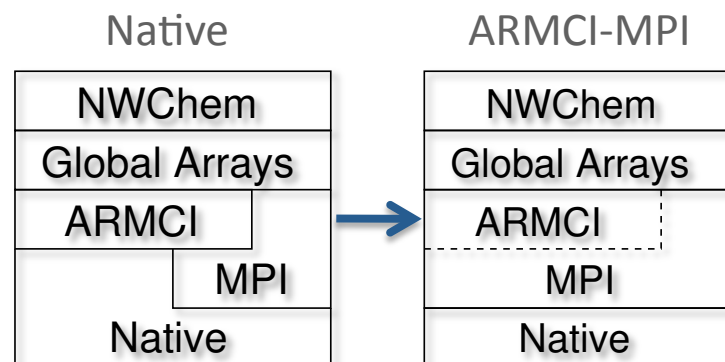 Native
NWChem
Global Arrays
ARMCI
MPI
Native
ARMCI-MPI
NWChem
Global Arrays
ARMCI
MPI
Native